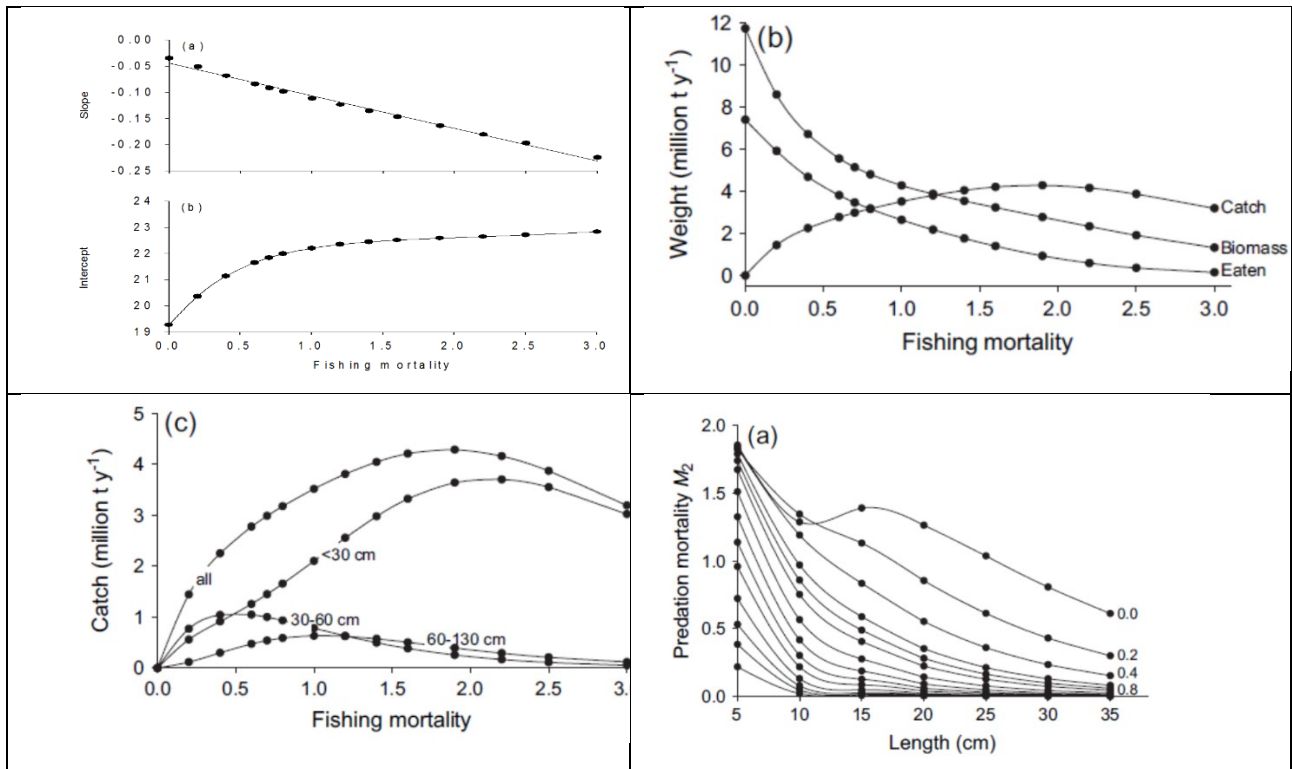 (a)
0.00
-0.05
-0.10
-0.15
-0.20
-0.25
Slope
(b)
24
23
22
21
20
19
Intercept
0.0 0.5 1.0 1.5 2.0 2.5 3.0
Fishing mortality
(b)
12
10
8
6
4
2
0
Weight (million t y-1)
Catch
Biomass
Eaten
0.0 0.5 1.0 1.5 2.0 2.5 3.0
Fishing mortality
(c)
5
4
3
2
1
0
Catch (million t y-1)
all
<30 cm
30-60 cm
60-130 cm
0.0 0.5 1.0 1.5 2.0 2.5 3.
Fishing mortality
(a)
2.0
1.5
1.0
0.5
0.0
Predation mortality M2
0.0
0.2
0.4
0.8
5 10 15 20 25 30 35
Length (cm)